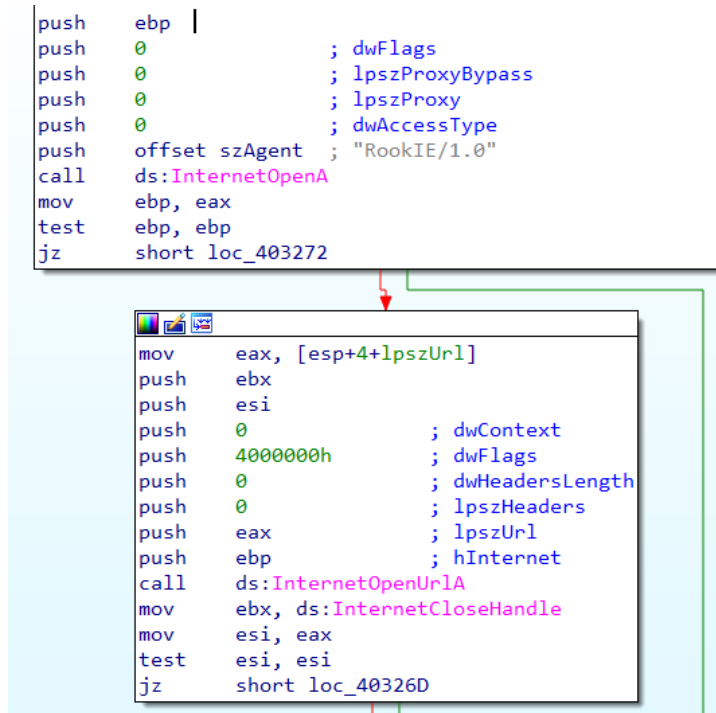 push ebp
push 0 ; dwFlags
push 0 ; lpszProxyBypass
push 0 ; lpszProxy
push 0 ; dwAccessType
push offset szAgent ; "RookIE/1.0"
call ds:InternetOpenA
mov ebp, eax
test ebp, ebp
jz short loc_403272
mov eax, [esp+4+lpszUrl]
push ebx
push esi
push 0 ; dwContext
push 4000000h ; dwFlags
push 0 ; dwHeadersLength
push 0 ; lpszHeaders
push eax ; lpszUrl
push ebp ; hInternet
call ds:InternetOpenUrlA
mov ebx, ds:InternetCloseHandle
mov esi, eax
test esi, esi
jz short loc_40326D